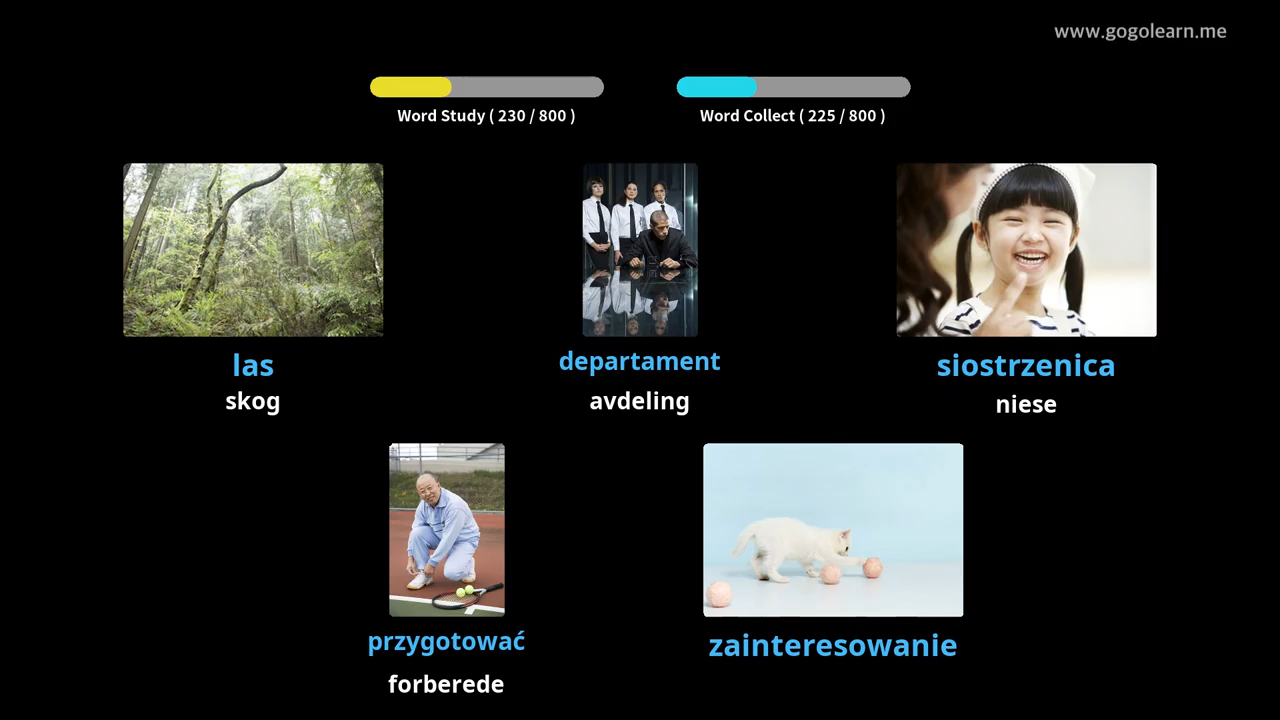 www.gogolearn.me
Word Study ( 230 / 800 )
Word Collect ( 225 / 800 )
las
skog
departament
avdeling
siostrzenica
niese
przygotować
forberede
zainteresowanie